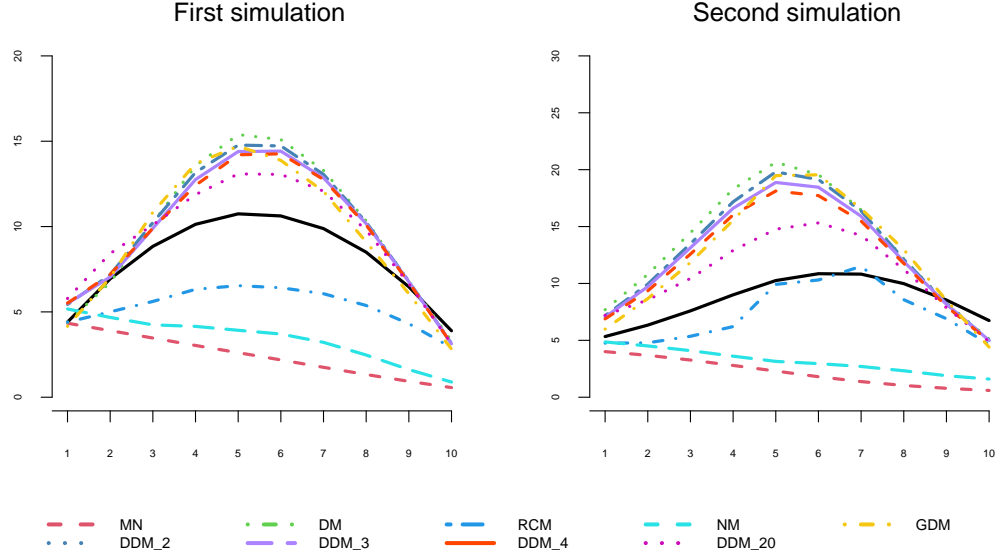 First simulation
Second simulation
20
15
10
5
0
1 2 3 4 5 6 7 8 9 10
30
25
20
15
10
5
0
1 2 3 4 5 6 7 8 9 10
MN DM RCM NM GDM
DDM_2 DDM_3 DDM_4 DDM_20